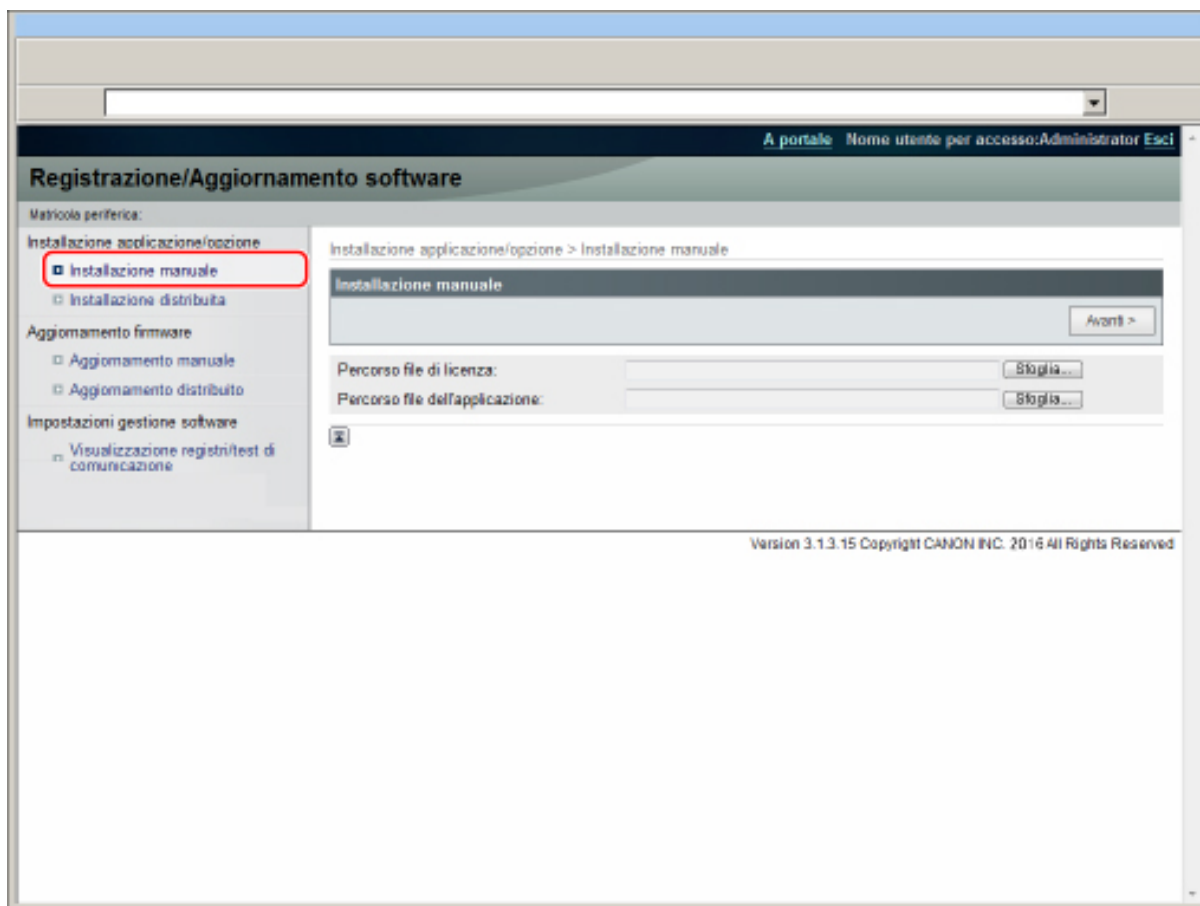 A portale Nome utente per accesso:Administrator Esci
Registrazione/Aggiornamento software
Matricola periferica:
Installazione applicazione/opzione
Installazione manuale
Installazione distribuita
Aggiornamento firmware
Aggiornamento manuale
Aggiornamento distribuito
Impostazioni gestione software
Visualizzazione registri/test di
comunicazione
Installazione applicazione/opzione > Installazione manuale
Installazione manuale
Avanti >
Percorso file di licenza:
Sfoglia...
Percorso file dell'applicazione:
Sfoglia...
Version 3.1.3.15 Copyright CANON INC. 2016 All Rights Reserved